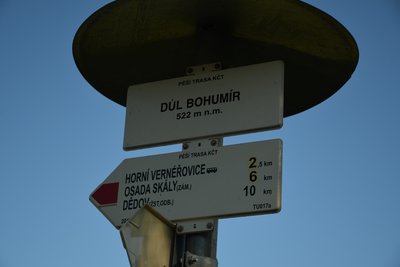 PĚŠÍ TRASA KČT
DŮL BOHUMÍR
522 m n.m.
PĚŠÍ TRASA KČT
HORNÍ VERNÉŘOVICE 2,5 km
OSADA SKÁLY (ZÁM.) 6 km
DĚDOV (ŽST, ODB.) 10 km
TU017a